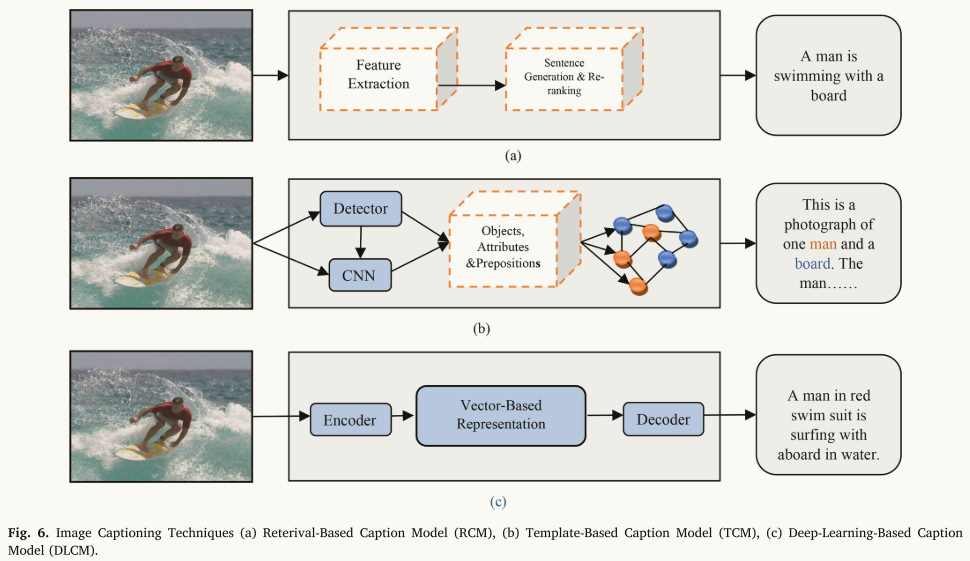 Feature
Extraction
Sentence
Generation & Re-
ranking
A man is
swimming with a
board
(a)
Detector
CNN
Objects,
Attributes
&Prepositions
This is a
photograph of
one man and a
board. The
man……
(b)
Encoder
Vector-Based
Representation
Decoder
A man in red
swim suit is
surfing with
aboard in water.
(c)
Fig. 6. Image Captioning Techniques (a) Reterival-Based Caption Model (RCM), (b) Template-Based Caption Model (TCM), (c) Deep-Learning-Based Caption
Model (DLCM).